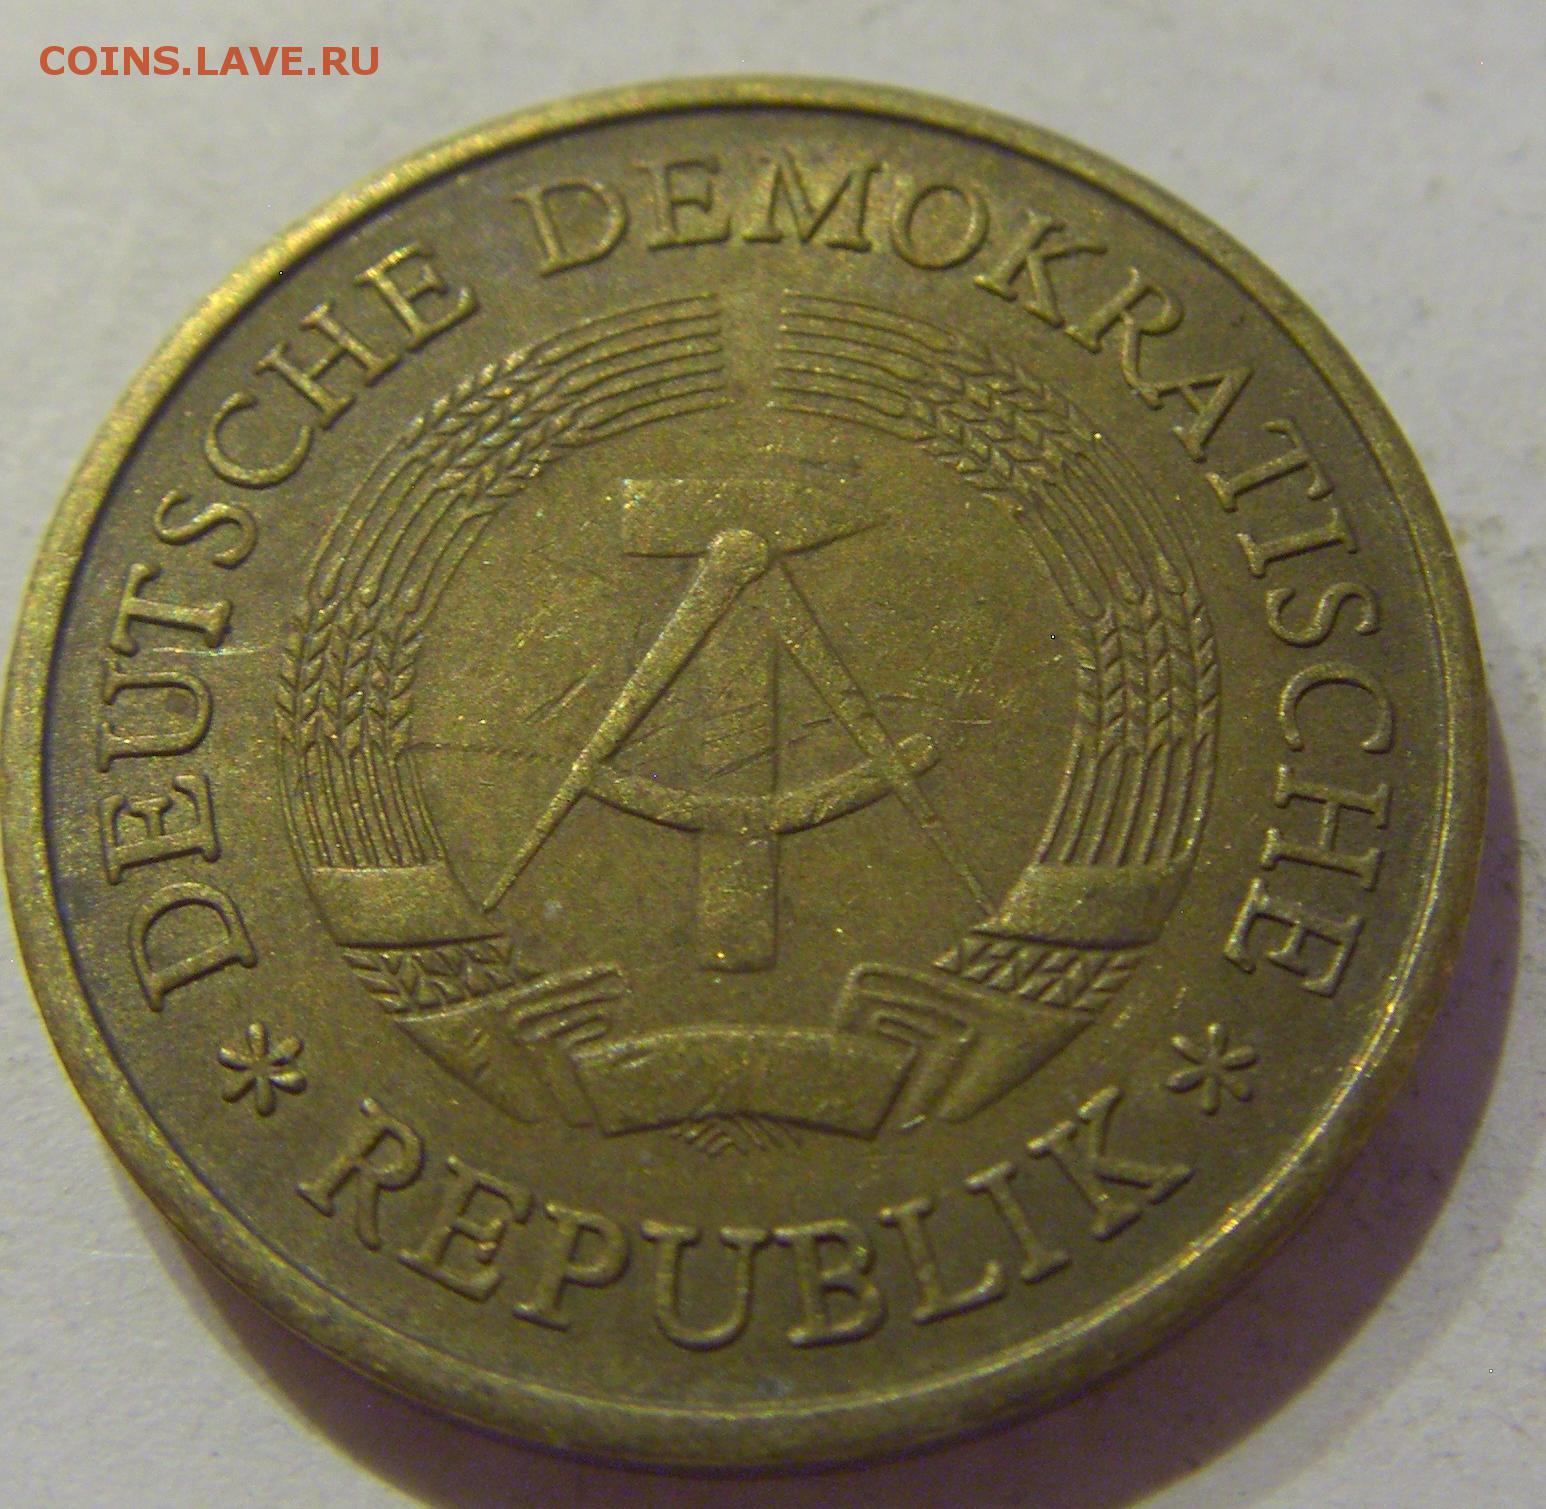 COINS.LAVE.RU
DEUTSCHE DEMOKRATISCHE
* REPUBLIK *